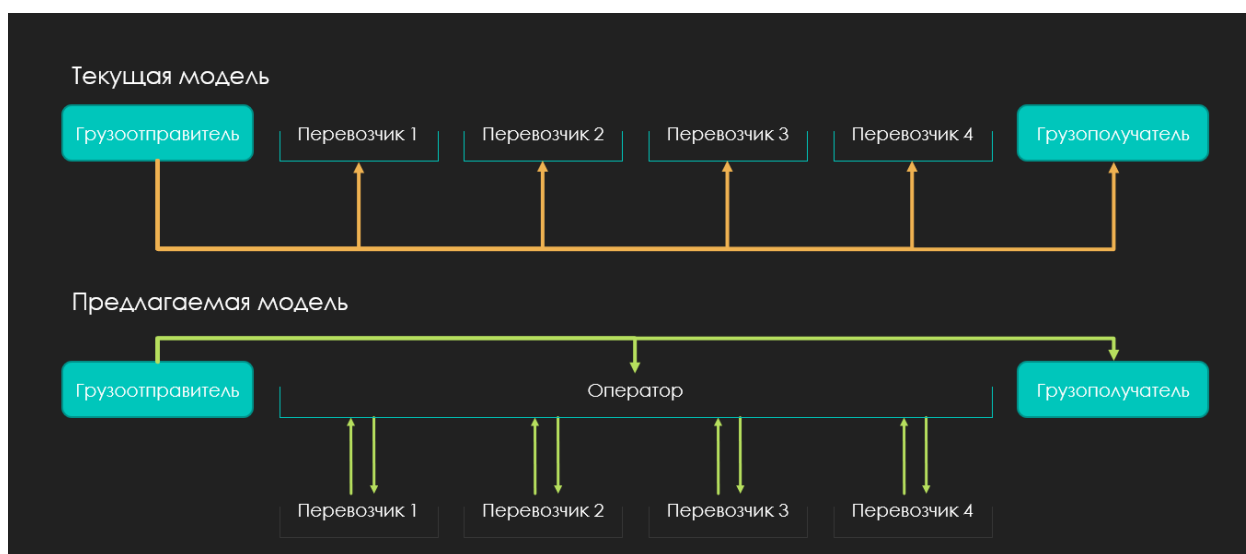 Текущая модель
Грузоотправитель
Перевозчик 1
Перевозчик 2
Перевозчик 3
Перевозчик 4
Грузополучатель
Предлагаемая модель
Грузоотправитель
Оператор
Грузополучатель
Перевозчик 1
Перевозчик 2
Перевозчик 3
Перевозчик 4